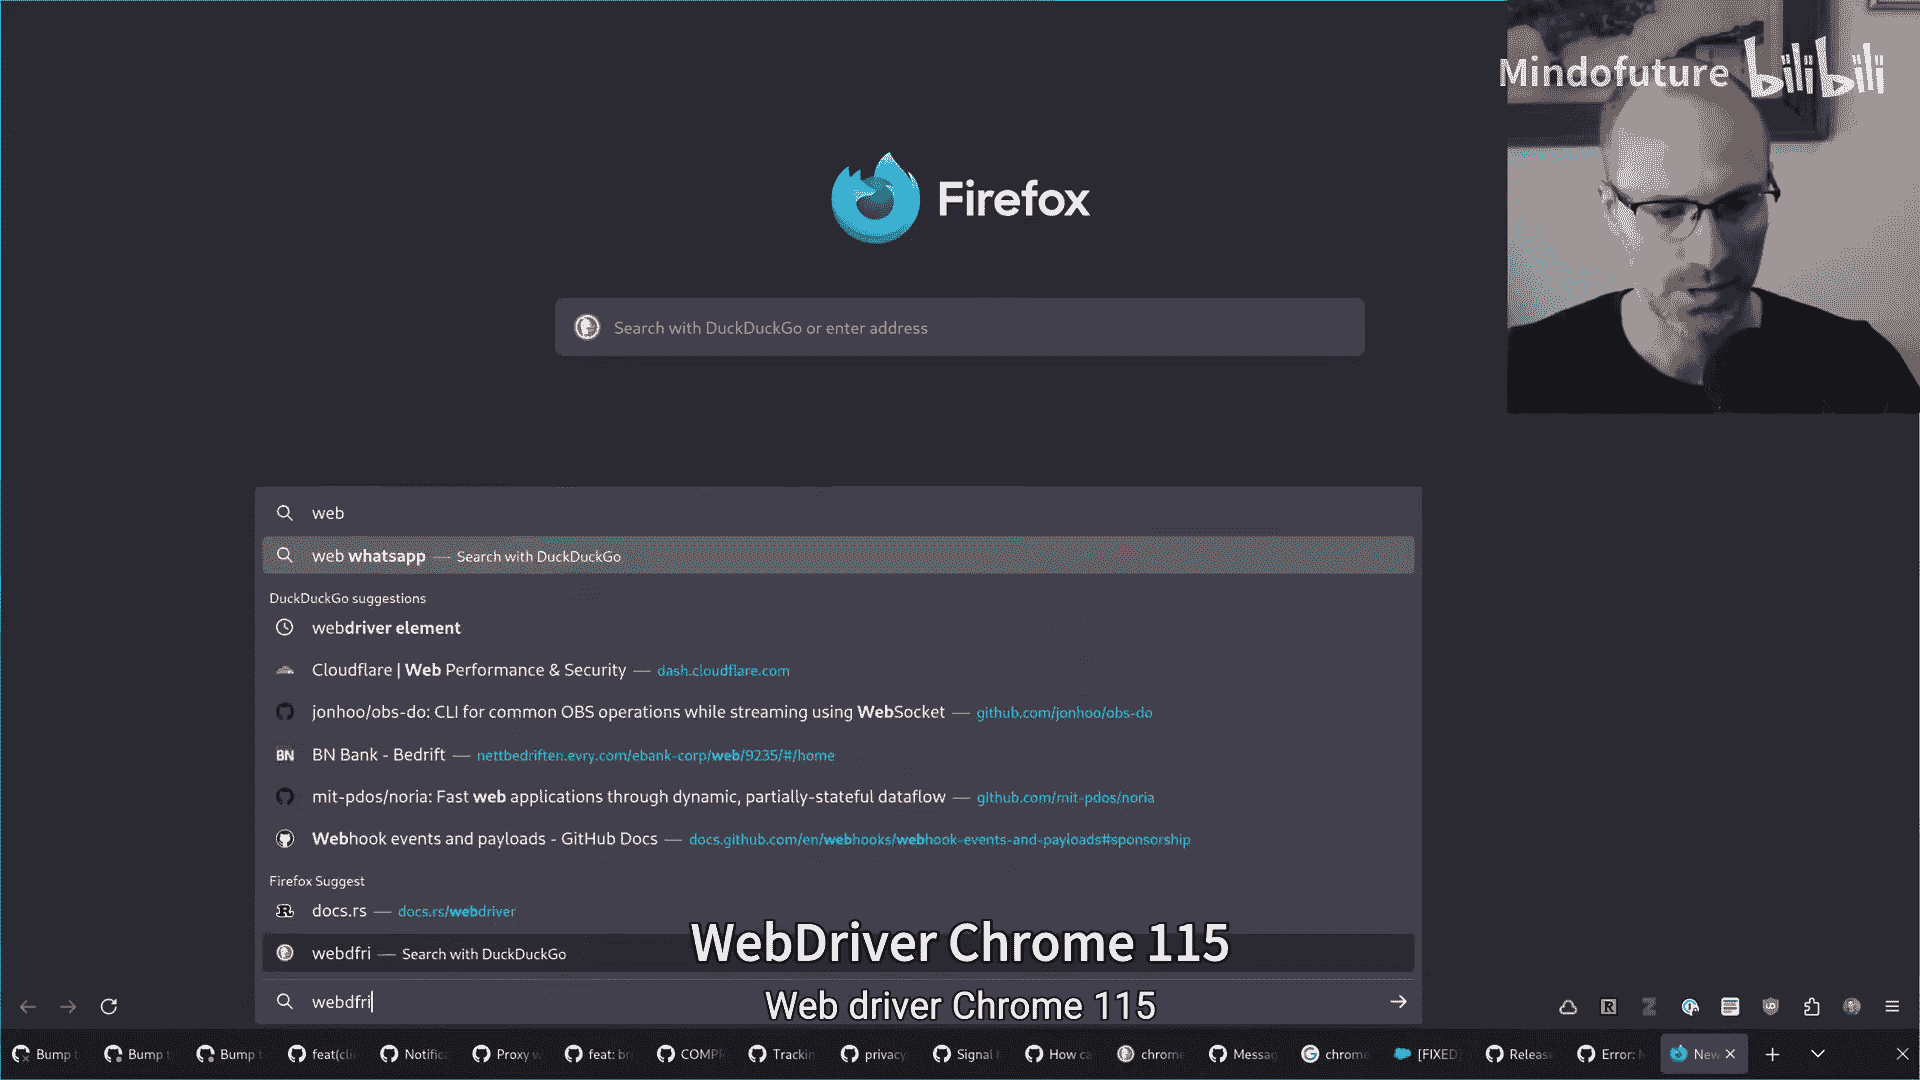 Mindofuture bilibili
Firefox
Search with DuckDuckGo or enter address
web
web whatsapp — Search with DuckDuckGo
DuckDuckGo suggestions
webdriver element
Cloudflare | Web Performance & Security — dash.cloudflare.com
jonhoo/obs-do: CLI for common OBS operations while streaming using WebSocket — github.com/jonhoo/obs-do
BN BN Bank - Bedrift — nettbedriften.evry.com/ebank-corp/web/9235/#/home
mit-pdos/noria: Fast web applications through dynamic, partially-stateful dataflow — github.com/mit-pdos/noria
Webhook events and payloads - GitHub Docs — docs.github.com/en/webhooks/webhook-events-and-payloads#sponsorship
Firefox Suggest
docs.rs — docs.rs/webdriver
webdfri — Search with DuckDuckGo
WebDriver Chrome 115
webdfri
Web driver Chrome 115
Bump t Bump t Bump t feat(cli Notific Proxy w feat: br COMPR Trackin privacy Signal How ca chrome Messag chrome [FIXED] Releas Error: New